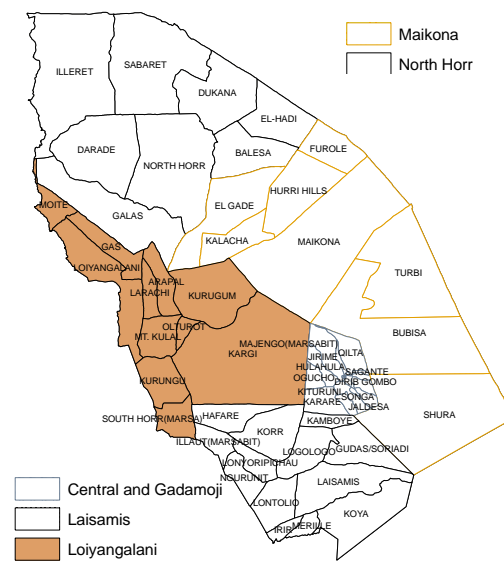 Maikona
North Horr
SABARET
ILLERET
DUKANA
EL-HADI
DARADE
BALESA
FUROLE
NORTH HORR
HURRI HILLS
MOITE
EL GADE
GALAS
KALACHA
GAS
MAIKONA
LOIYANGALANI
TURBI
ARAPAL
LARACHI
KURUGUM
OLTUROT
BUBISA
MT. KULAL
MAJENGO(MARSABIT)
QILTA
KARGI
JIRIME
HULAHULA
SAGANTE
KURUNGU
OGUCHO
DIRIB GOMBO
KITURUNI
SONGA
KARARE
JALDESA
SOUTH HORR(MARSA)
HAFARE
SHURA
KAMBOYE
KORR
ILLAUT(MARSABIT)
GUDAS/SORIADI
LOGOLOGO
LONYORIPICHAU
NGURUNIT
LAISAMIS
LONTOLIO
KOYA
IRIR
MERILLE
Central and Gadamoji
Laisamis
Loiyangalani